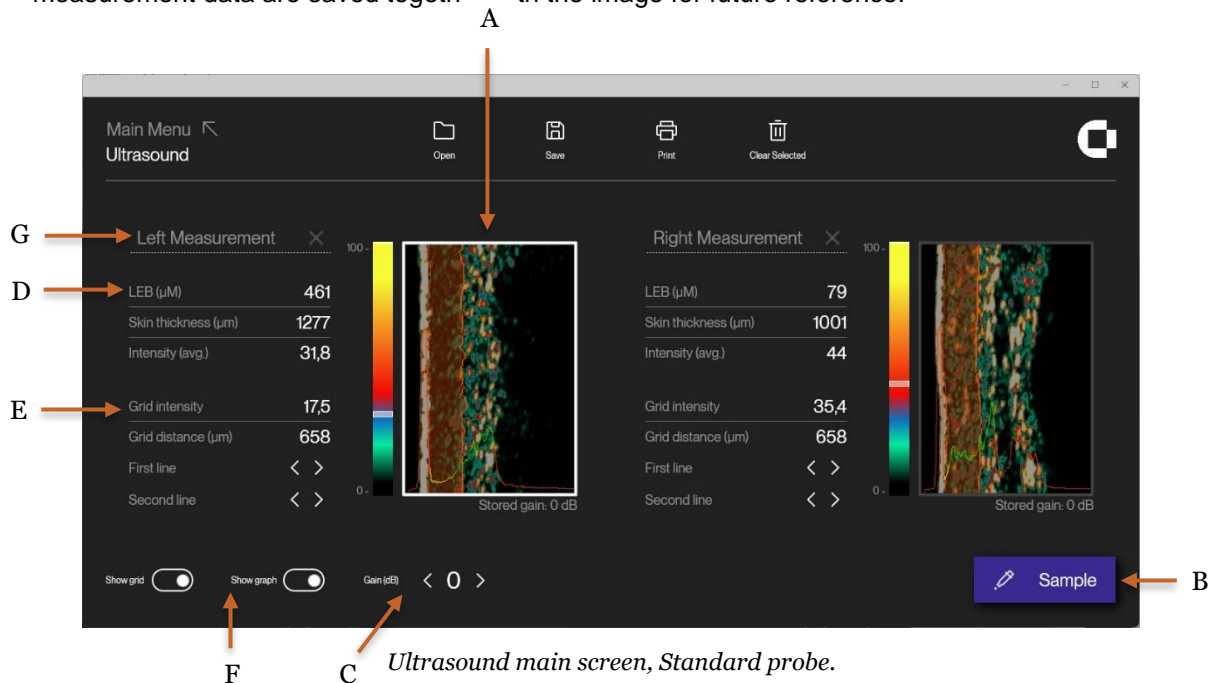 measurement data are saved togeth th the image for future reference.
A
Main Menu
Ultrasound
Open
Save
Print
Clear Selected
G
Left Measurement
100 -
D
LEB (μM) 461
Skin thickness (μm) 1277
Intensity (avg.) 31,8
E
Grid intensity 17,5
Grid distance (μm) 658
First line < >
Second line < >
0 -
Stored gain: 0 dB
Right Measurement
100 -
LEB (μM) 79
Skin thickness (μm) 1001
Intensity (avg.) 44
Grid intensity 35,4
Grid distance (μm) 658
First line < >
Second line < >
0 -
Stored gain: 0 dB
Show grid
Show graph
Gain (dB) < 0 >
Sample
B
F
C
Ultrasound main screen, Standard probe.